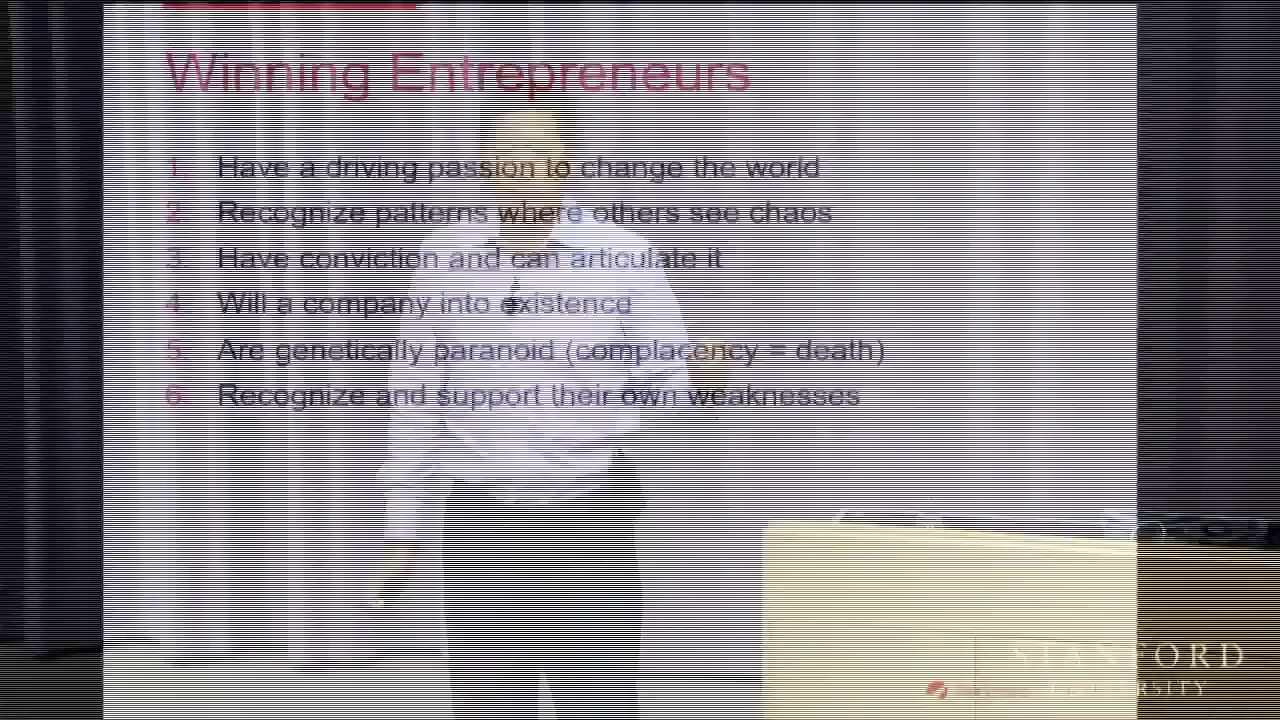 Winning Entrepreneurs
1. Have a driving passion to change the world
2. Recognize patterns where others see chaos
3. Have conviction and can articulate it
4. Will a company into existence
5. Are genetically paranoid (complacency = death)
6. Recognize and support their own weaknesses
STANFORD
UNIVERSITY